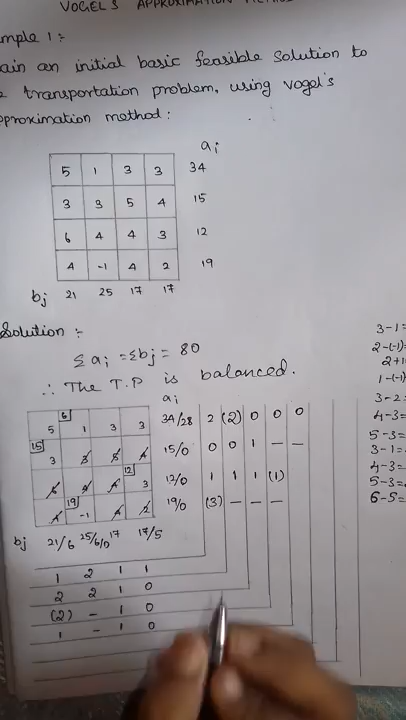 VOGEL'S APPROXIMATION
mple 1 :-
ain an initial basic feasible solution to
transportation problem, using Vogel's
proximation method :
ai
5 1 3 3 34
3 3 5 4 15
6 4 4 3 12
4 -1 4 2 19
bj 21 25 17 17
Solution :-
Σai = Σbj = 80
∴ The T.P is balanced.
ai
6
5 1 3 3 34/28 2 (2) 0 0 0
15
3 3 5 4 15/0 0 0 1 - -
12
6 4 4 3 12/0 1 1 1 (1)
19
4 -1 4 2 19/0 (3) - - -
bj 21/6 25/6/0 17 17/5
1 2 1 1
2 2 1 0
(2) - 1 0
1 - 1 0
3-1=
2-(-1)=
2+1
1-(-1)
3-2=
4-3=
5-3=
3-1=
4-3=
5-3=
6-5=